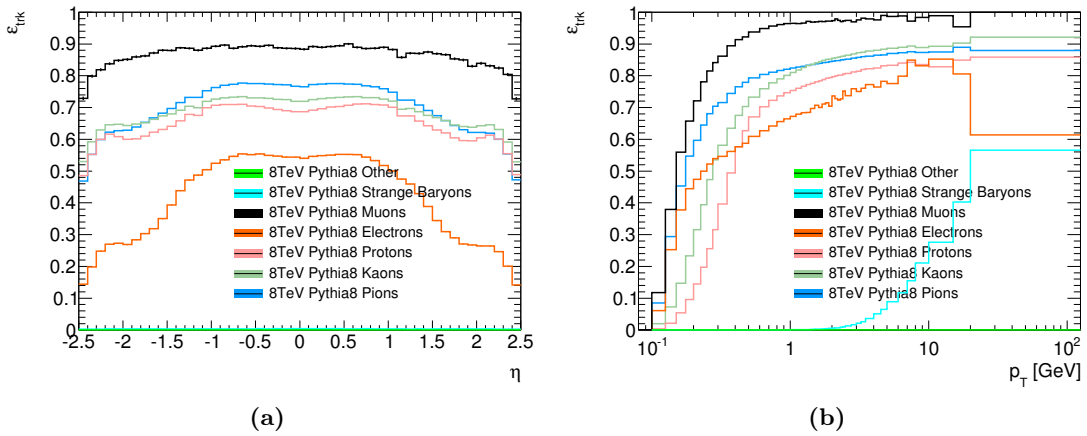 ε_trk
1
0.9
0.8
0.7
0.6
0.5
0.4
0.3
0.2
0.1
0
8TeV Pythia8 Other
8TeV Pythia8 Strange Baryons
8TeV Pythia8 Muons
8TeV Pythia8 Electrons
8TeV Pythia8 Protons
8TeV Pythia8 Kaons
8TeV Pythia8 Pions
-2.5 -2 -1.5 -1 -0.5 0 0.5 1 1.5 2 2.5
η
(a)
ε_trk
1
0.9
0.8
0.7
0.6
0.5
0.4
0.3
0.2
0.1
0
8TeV Pythia8 Other
8TeV Pythia8 Strange Baryons
8TeV Pythia8 Muons
8TeV Pythia8 Electrons
8TeV Pythia8 Protons
8TeV Pythia8 Kaons
8TeV Pythia8 Pions
10⁻¹ 1 10 10²
p_T [GeV]
(b)